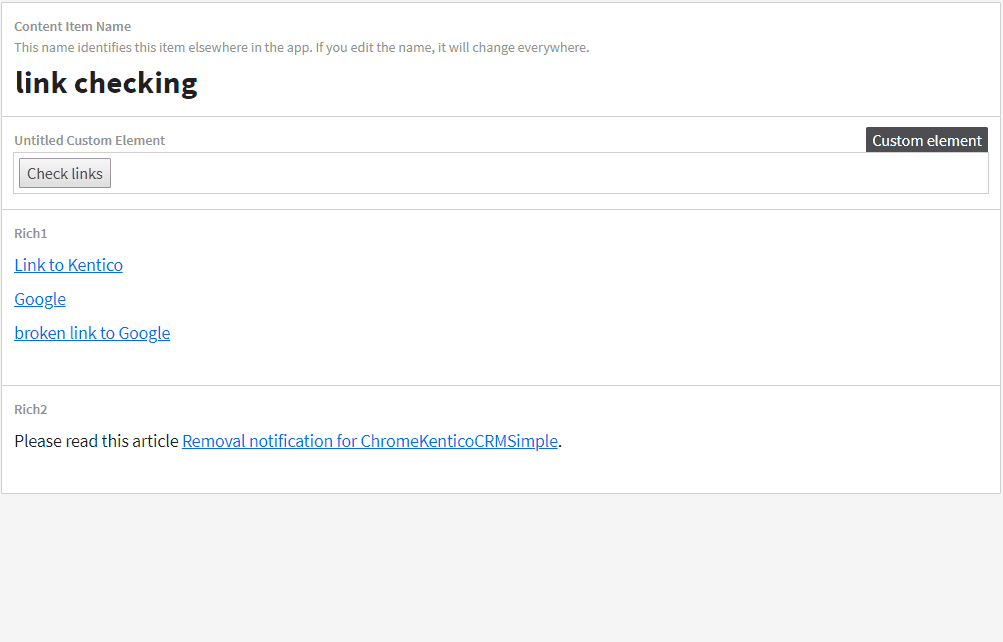 Content Item Name
This name identifies this item elsewhere in the app. If you edit the name, it will change everywhere.
link checking
Untitled Custom Element
Custom element
Check links
Rich1
Link to Kentico
Google
broken link to Google
Rich2
Please read this article Removal notification for ChromeKenticoCRMSimple.